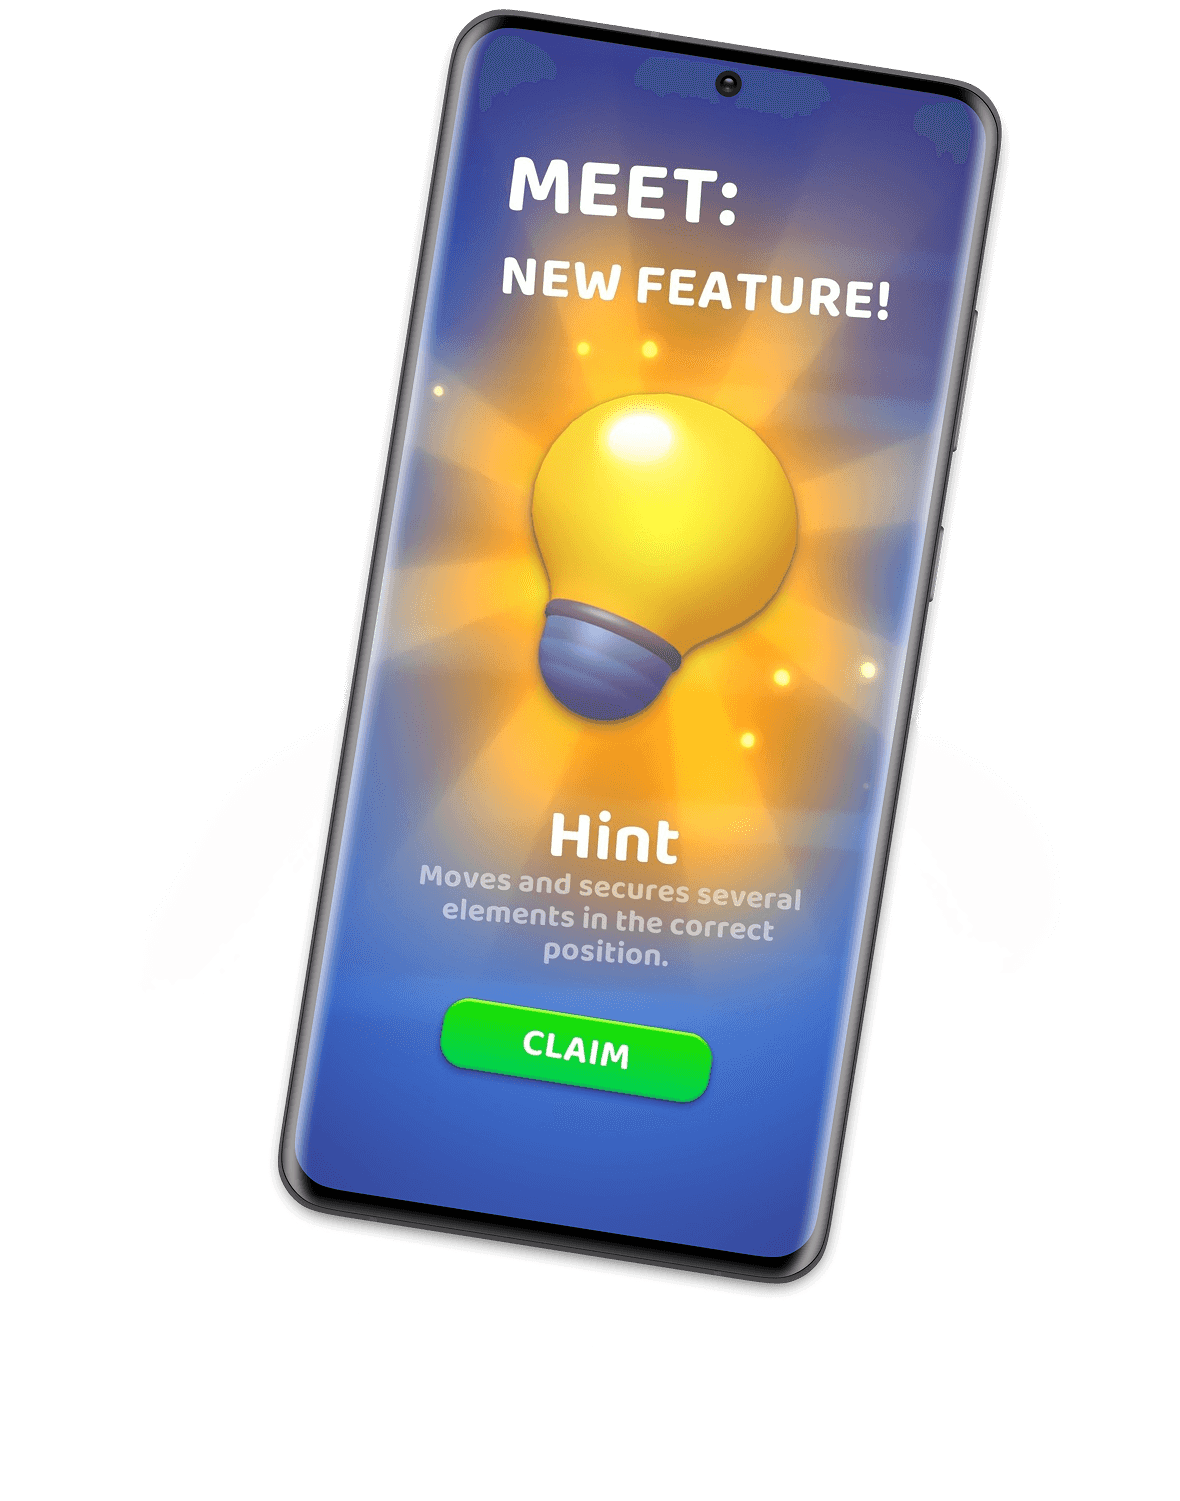 MEET:
NEW FEATURE!
Hint
Moves and secures several
elements in the correct
position.
CLAIM